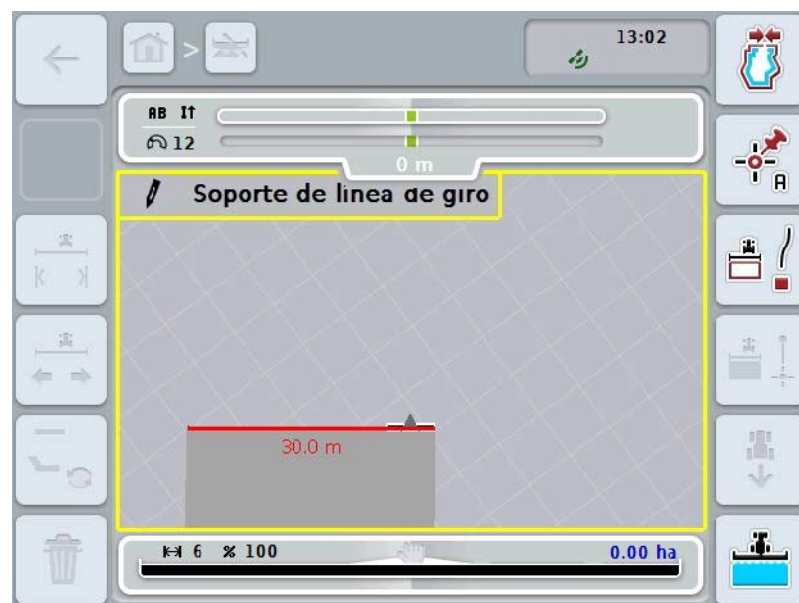 >
13:02
AB
12
0 m
Soporte de línea de giro
A
30.0 m
6 % 100
0.00 ha